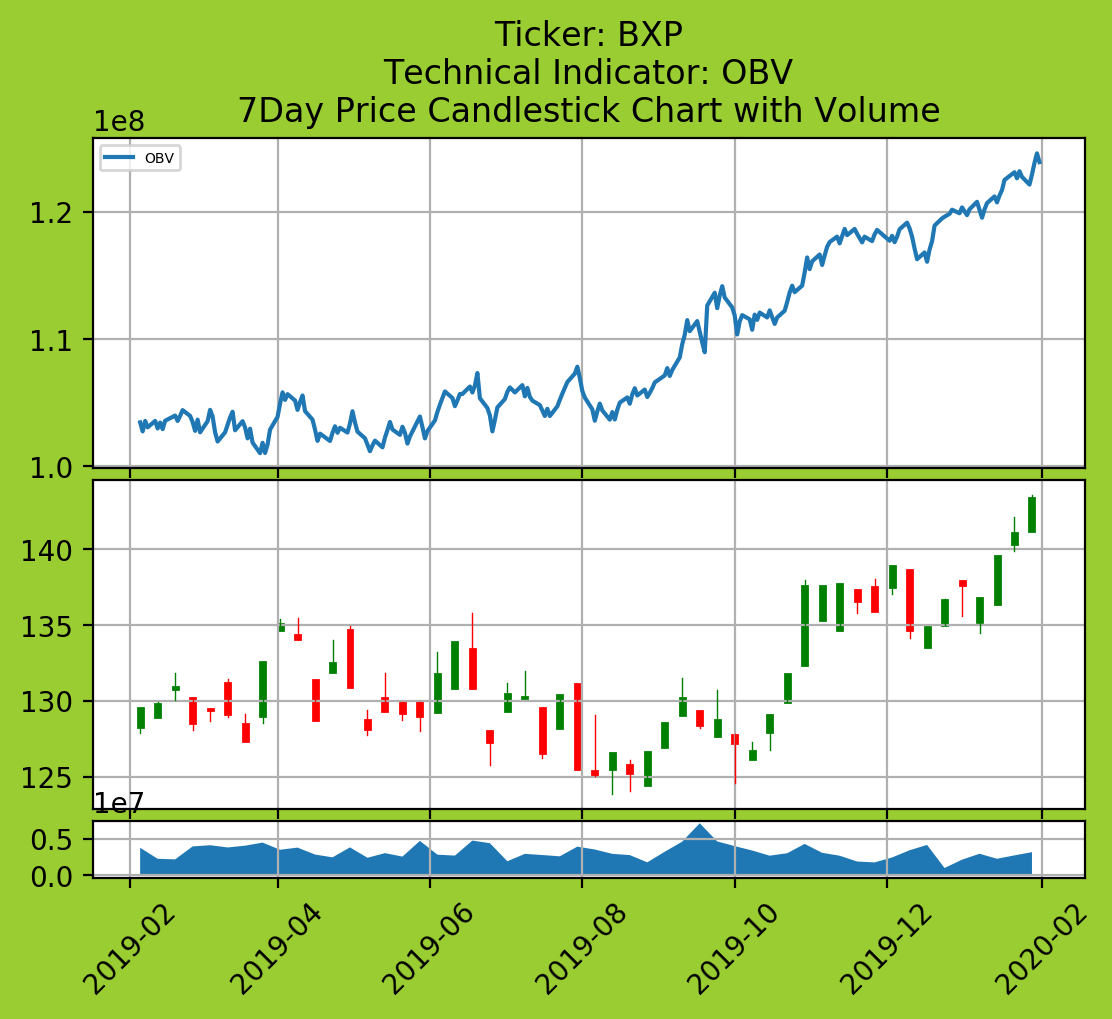 Ticker: BXP
Technical Indicator: OBV
7Day Price Candlestick Chart with Volume
1e8
OBV
1.2
1.1
1.0
140
135
130
125
1e7
0.5
0.0
2019-02
2019-04
2019-06
2019-08
2019-10
2019-12
2020-02